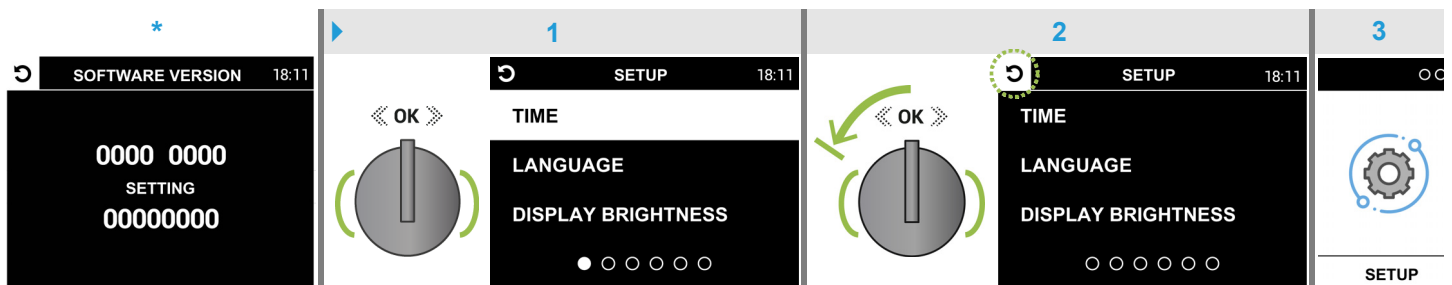 *
SOFTWARE VERSION 18:11
0000 0000
SETTING
00000000
1
OK
SETUP 18:11
TIME
LANGUAGE
DISPLAY BRIGHTNESS
2
OK
SETUP 18:11
TIME
LANGUAGE
DISPLAY BRIGHTNESS
3
SETUP